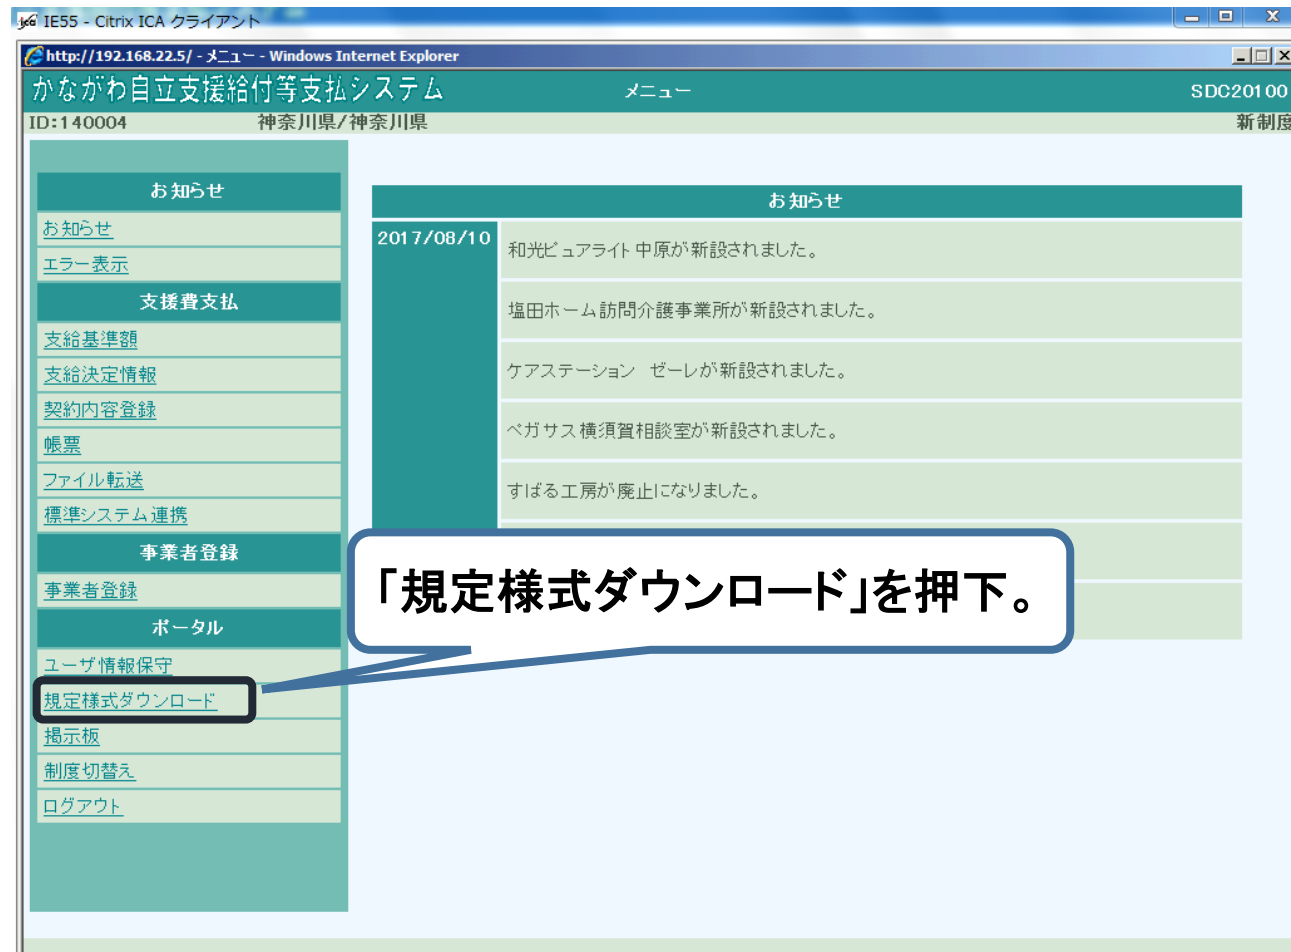 IE55 - Citrix ICA クライアント
http://192.168.22.5/ - メニュー - Windows Internet Explorer
かながわ自立支援給付等支払システム メニュー SDC20100
ID:140004 神奈川県/神奈川県 新制度
お知らせ
お知らせ
エラー表示
支援費支払
支給基準額
支給決定情報
契約内容登録
帳票
ファイル転送
標準システム連携
事業者登録
事業者登録
ポータル
ユーザ情報保守
規定様式ダウンロード
掲示板
制度切替え
ログアウト
お知らせ
2017/08/10
和光ピュアライト中原が新設されました。
塩田ホーム訪問介護事業所が新設されました。
ケアステーション ゼーレが新設されました。
ペガサス横須賀相談室が新設されました。
すばる工房が廃止になりました。
「規定様式ダウンロード」を押下。